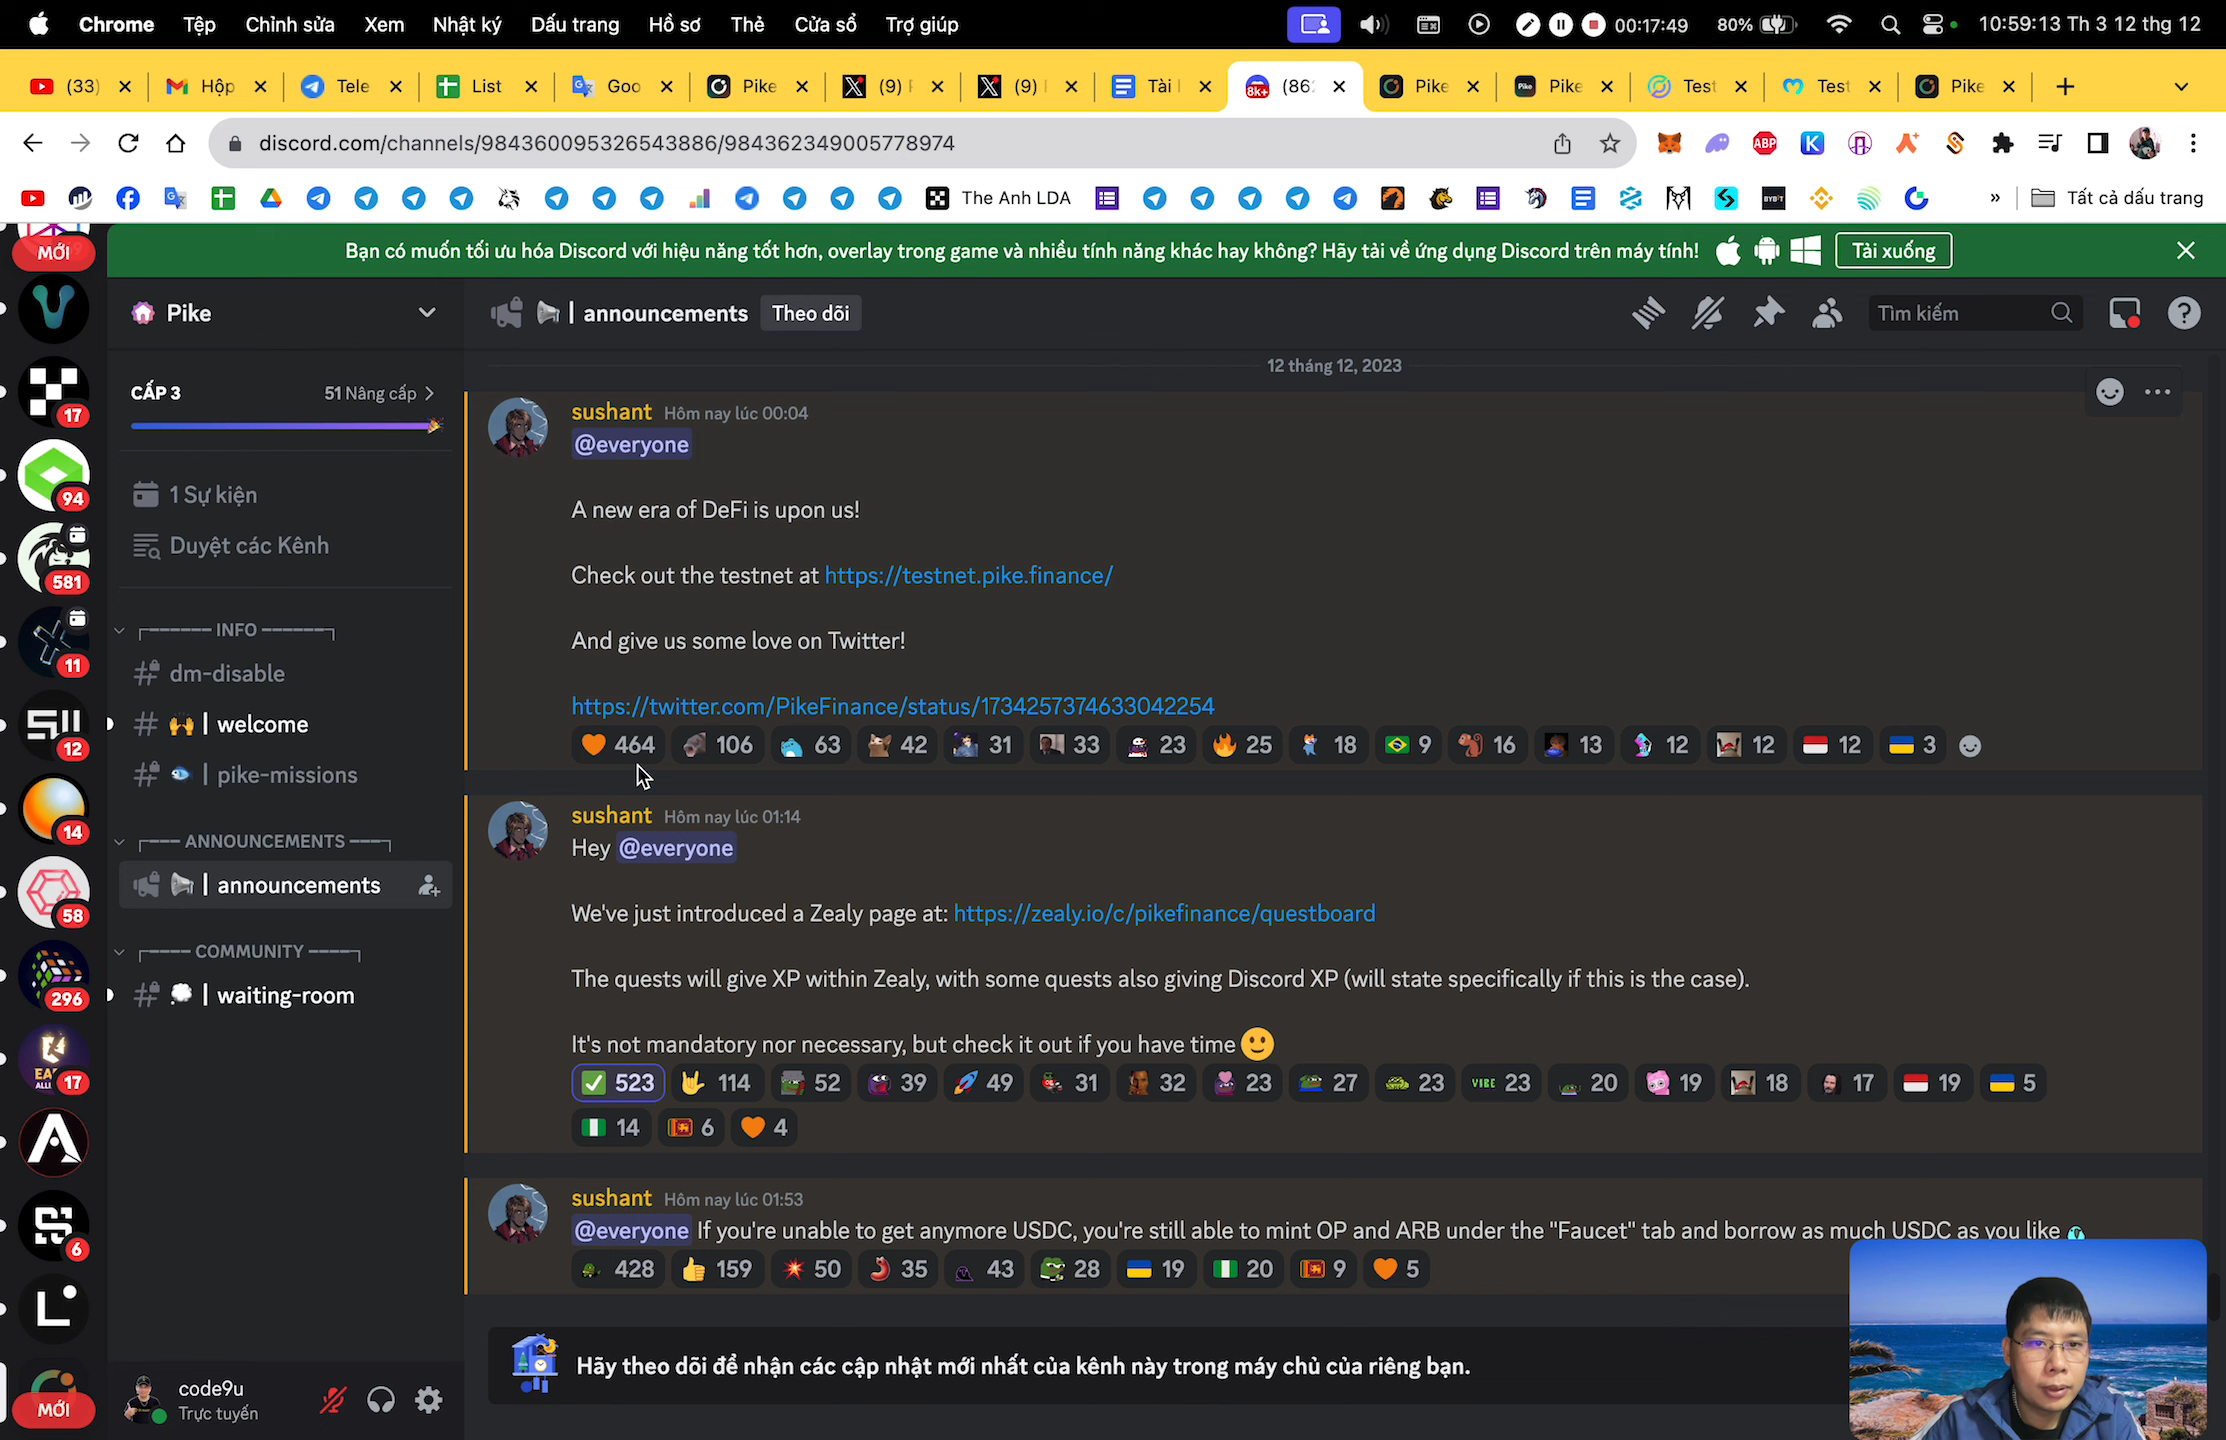 Chrome Tệp Chỉnh sửa Xem Nhật ký Dấu trang Hồ sơ Thẻ Cửa sổ Trợ giúp 00:17:49 80% 10:59:13 Th 3 12 thg 12
(33) Hộp Tele List Goo Pike (9) (9) Tài (86 Pike Pike Test Test Pike
8k+
discord.com/channels/984360095326543886/984362349005778974
ABP
The Anh LDA
Tất cả dấu trang
MỚI
Bạn có muốn tối ưu hóa Discord với hiệu năng tốt hơn, overlay trong game và nhiều tính năng khác hay không? Hãy tải về ứng dụng Discord trên máy tính! Tải xuống
17
94
581
11
12
14
58
296
17
6
MỚI
Pike
CẤP 3 51 Nâng cấp
1 Sự kiện
Duyệt các Kênh
INFO
dm-disable
welcome
pike-missions
ANNOUNCEMENTS
announcements
COMMUNITY
waiting-room
code9u
Trực tuyến
announcements Theo dõi Tìm kiếm
12 tháng 12, 2023
sushant Hôm nay lúc 00:04
@everyone
A new era of DeFi is upon us!
Check out the testnet at https://testnet.pike.finance/
And give us some love on Twitter!
https://twitter.com/PikeFinance/status/1734257374633042254
464 106 63 42 31 33 23 25 18 9 16 13 12 12 12 3
sushant Hôm nay lúc 01:14
Hey @everyone
We've just introduced a Zealy page at: https://zealy.io/c/pikefinance/questboard
The quests will give XP within Zealy, with some quests also giving Discord XP (will state specifically if this is the case).
It's not mandatory nor necessary, but check it out if you have time
523 114 52 39 49 31 32 23 27 23 VIBE 23 20 19 18 17 19 5
14 6 4
sushant Hôm nay lúc 01:53
@everyone If you're unable to get anymore USDC, you're still able to mint OP and ARB under the "Faucet" tab and borrow as much USDC as you like
428 159 50 35 43 28 19 20 9 5
Hãy theo dõi để nhận các cập nhật mới nhất của kênh này trong máy chủ của riêng bạn.